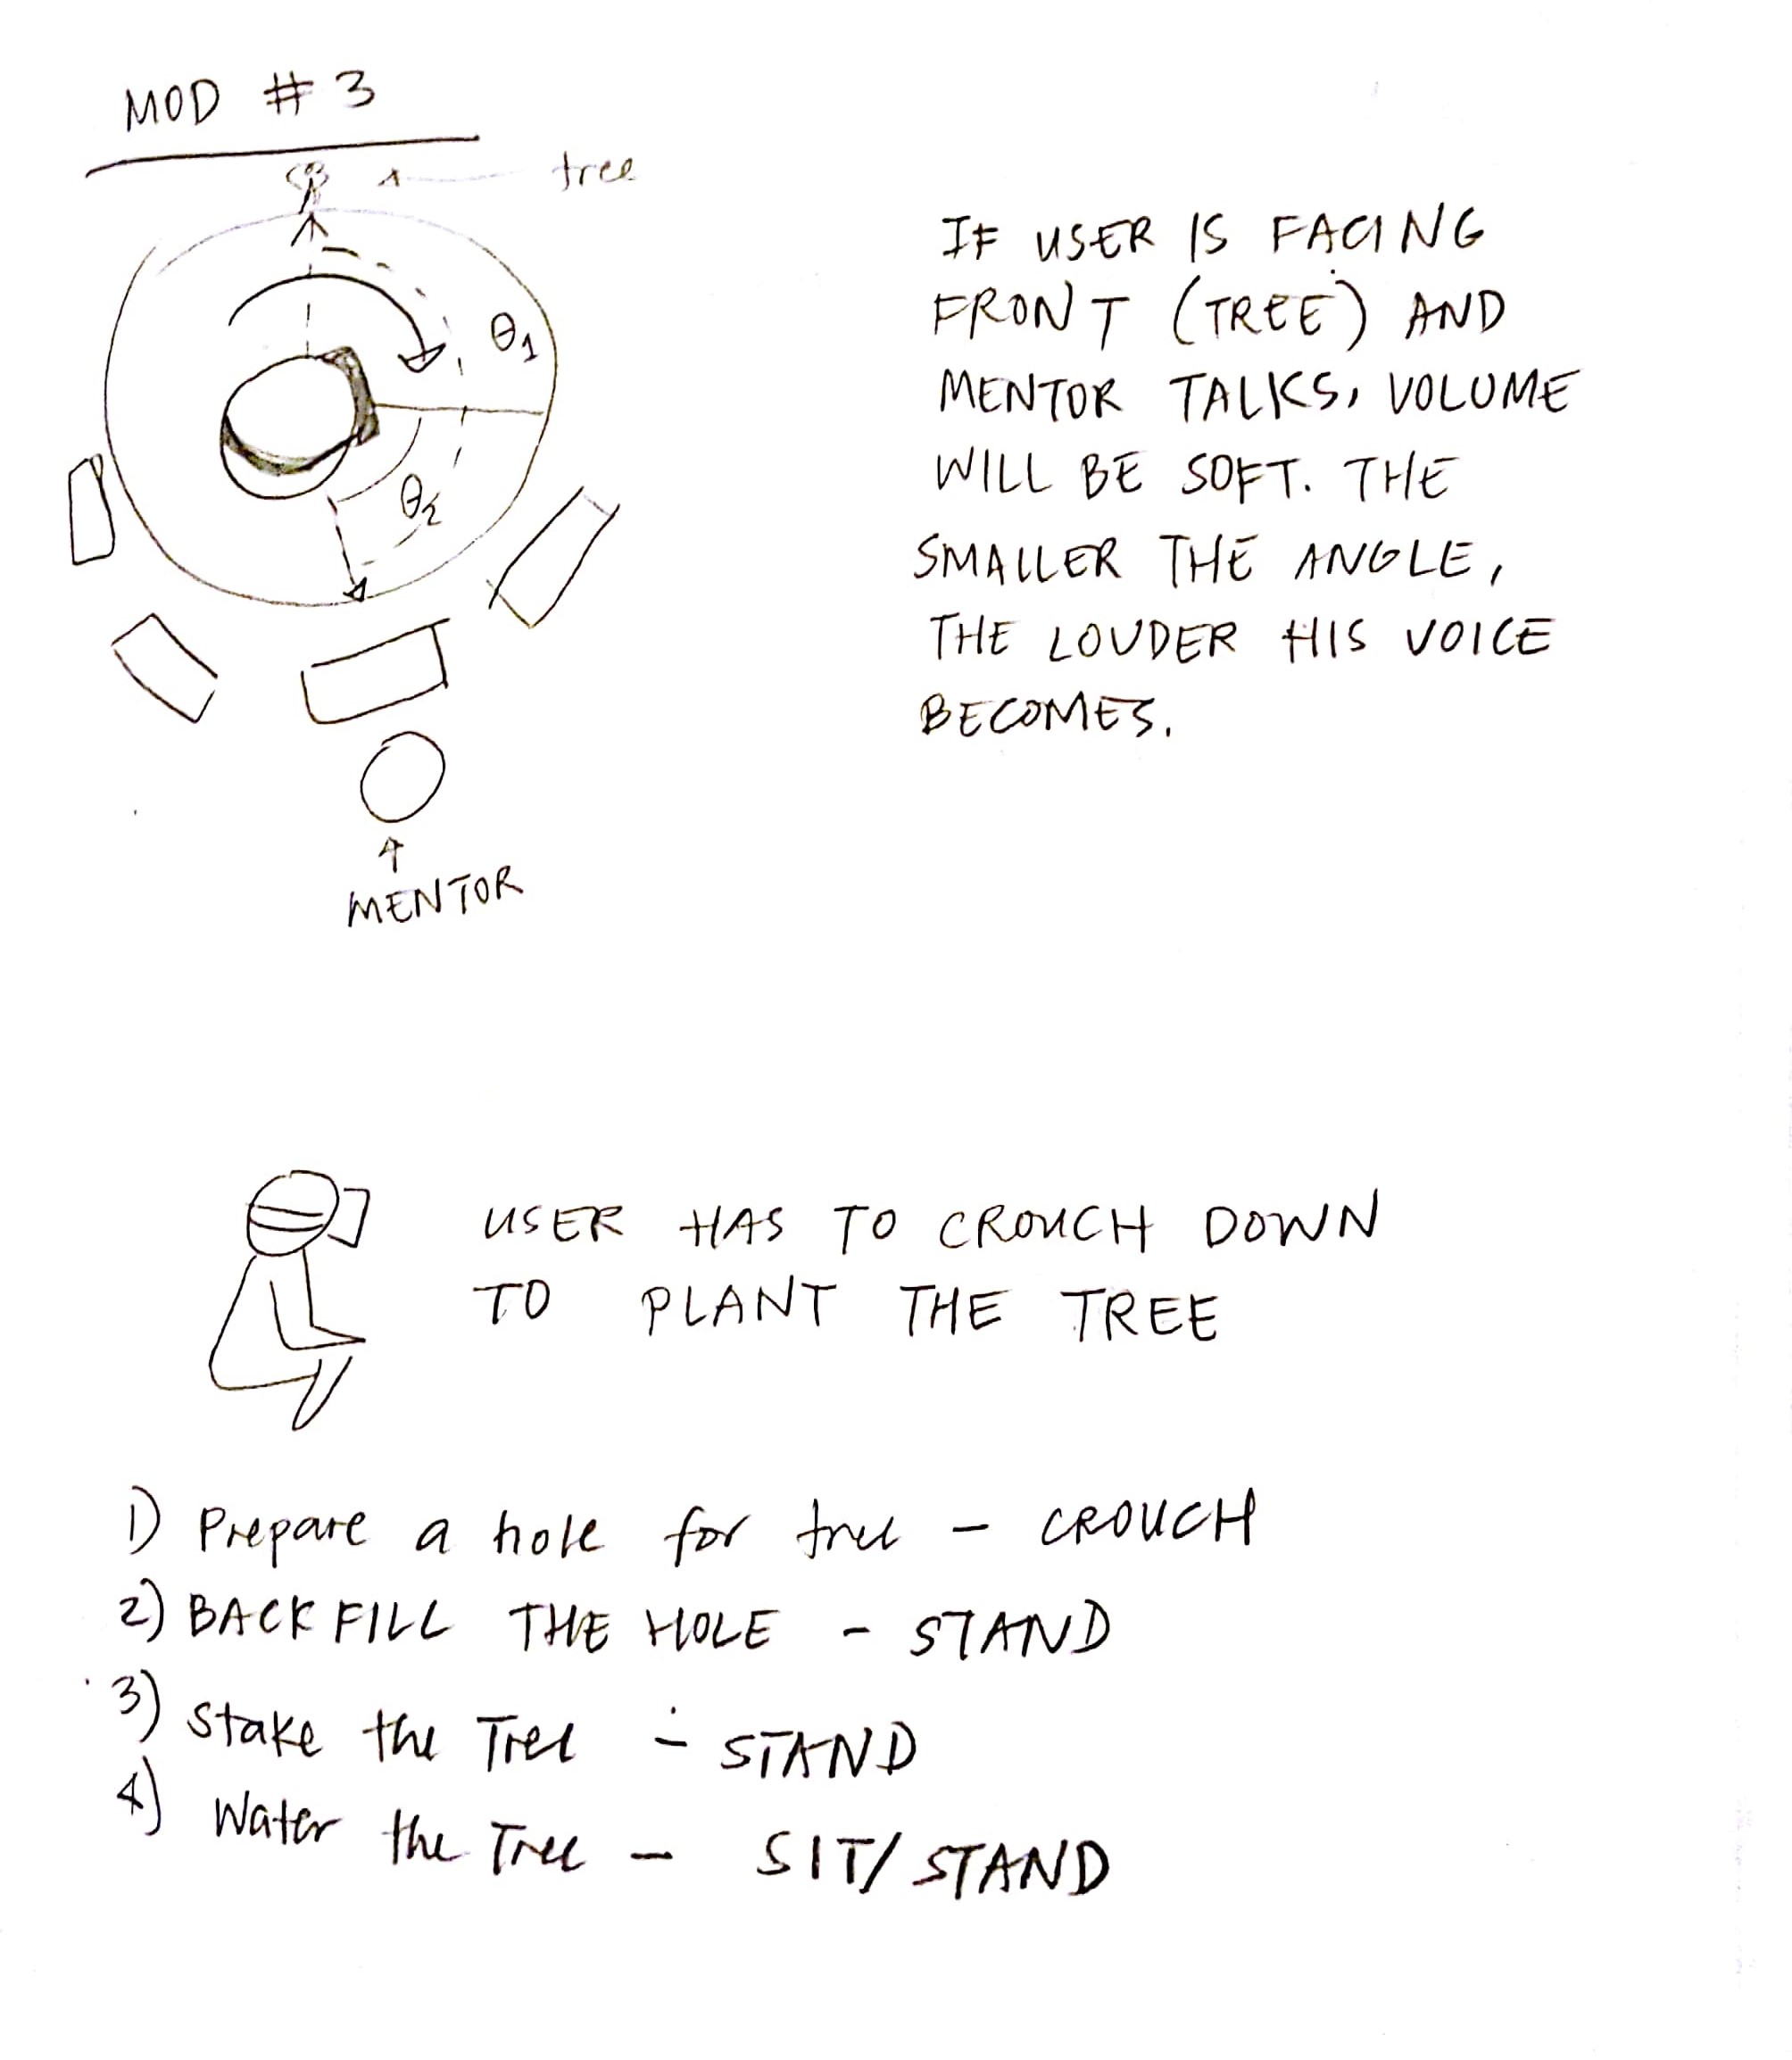 MOD # 3
tree
IF USER IS FACING
FRONT (TREE) AND
MENTOR TALKS, VOLUME
WILL BE SOFT. THE
SMALLER THE ANGLE,
THE LOUDER HIS VOICE
BECOMES.
θ1
θ2
MENTOR
USER HAS TO CROUCH DOWN
TO PLANT THE TREE
1) Prepare a hole for tree - CROUCH
2) BACKFILL THE HOLE - STAND
3) Stake the Tree - STAND
4) Water the Tree - SIT/STAND